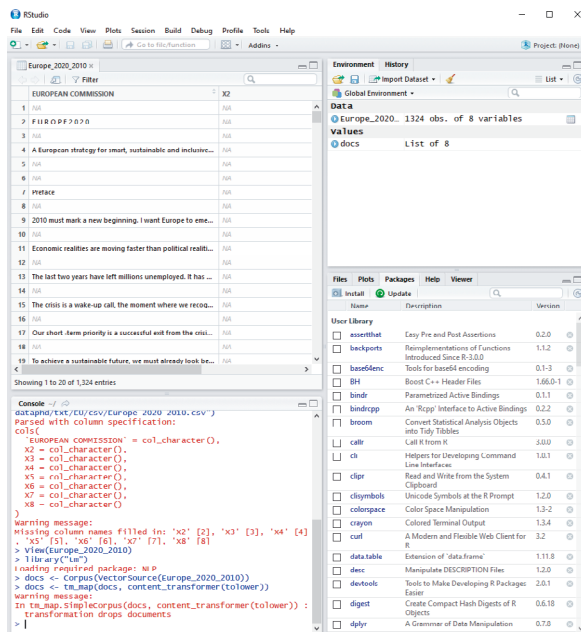 RStudio
File Edit Code View Plots Session Build Debug Profile Tools Help
Go to file/function Addins Project: (None)
Europe_2020_2010
Filter
EUROPEAN COMMISSION X2
1 NA NA
2 E U R O P E 2 0 2 0 NA
3 NA NA
4 A European strategy for smart, sustainable and inclusive... NA
5 NA NA
6 NA NA
7 Preface NA
8 NA NA
9 2010 must mark a new beginning. I want Europe to eme... NA
10 NA NA
11 Economic realities are moving faster than political realiti... NA
12 NA NA
13 The last two years have left millions unemployed. It has ... NA
14 NA NA
15 The crisis is a wake-up call, the moment where we recog... NA
16 NA NA
17 Our short -term priority is a successful exit from the crisi... NA
18 NA NA
19 To achieve a sustainable future, we must already look be... NA
Showing 1 to 20 of 1,324 entries
Console ~/
datapnd/txt/EU/csv/Europe 2020 2010.csv")
Parsed with column specification:
cols(
`EUROPEAN COMMISSION` = col_character(),
X2 = col_character(),
X3 = col_character(),
X4 = col_character(),
X5 = col_character(),
X6 = col_character(),
X7 = col_character(),
X8 = col_character()
)
Warning message:
Missing column names filled in: 'X2' [2], 'X3' [3], 'X4' [4]
, 'X5' [5], 'X6' [6], 'X7' [7], 'X8' [8]
> View(Europe_2020_2010)
> library("tm")
Loading required package: NLP
> docs <- Corpus(VectorSource(Europe_2020_2010))
> docs <- tm_map(docs, content_transformer(tolower))
Warning message:
In tm_map.SimpleCorpus(docs, content_transformer(tolower)) :
transformation drops documents
>
Environment History
Import Dataset List
Global Environment
Data
Europe_2020… 1324 obs. of 8 variables
Values
docs List of 8
Files Plots Packages Help Viewer
Install Update
Name Description Version
User Library
assertthat Easy Pre and Post Assertions 0.2.0
backports Reimplementations of Functions 1.1.2
Introduced Since R-3.0.0
base64enc Tools for base64 encoding 0.1-3
BH Boost C++ Header Files 1.66.0-1
bindr Parametrized Active Bindings 0.1.1
bindrcpp An 'Rcpp' Interface to Active Bindings 0.2.2
broom Convert Statistical Analysis Objects 0.5.0
into Tidy Tibbles
callr Call R from R 3.0.0
cli Helpers for Developing Command 1.0.1
Line Interfaces
clipr Read and Write from the System 0.4.1
Clipboard
clisymbols Unicode Symbols at the R Prompt 1.2.0
colorspace Color Space Manipulation 1.3-2
crayon Colored Terminal Output 1.3.4
curl A Modern and Flexible Web Client for 3.2
R
data.table Extension of `data.frame` 1.11.8
desc Manipulate DESCRIPTION Files 1.2.0
devtools Tools to Make Developing R Packages 2.0.1
Easier
digest Create Compact Hash Digests of R 0.6.18
Objects
dplyr A Grammar of Data Manipulation 0.7.8